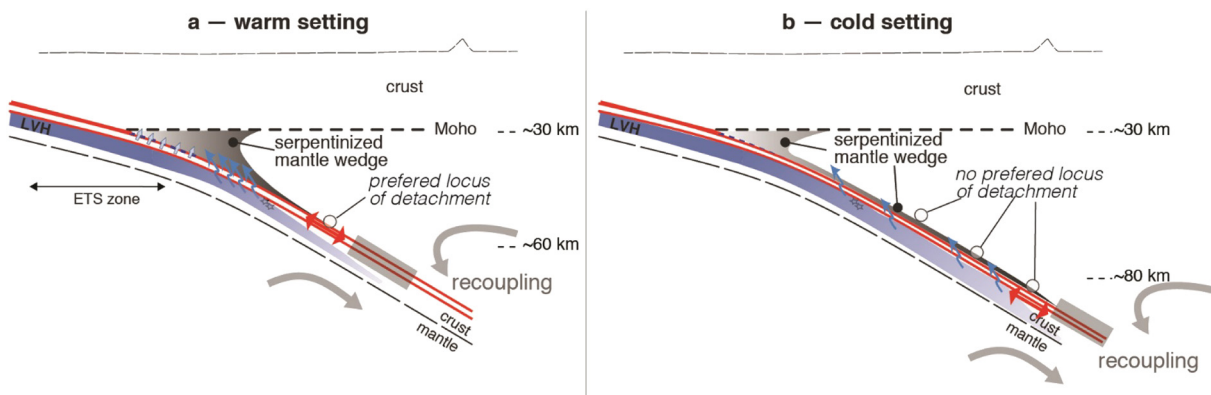 a — warm setting
crust
LVH
Moho
~30 km
serpentinized
mantle wedge
ETS zone
prefered locus
of detachment
~60 km
recoupling
crust
mantle
b — cold setting
crust
LVH
Moho
~30 km
serpentinized
mantle wedge
no prefered locus
of detachment
~80 km
crust
mantle
recoupling